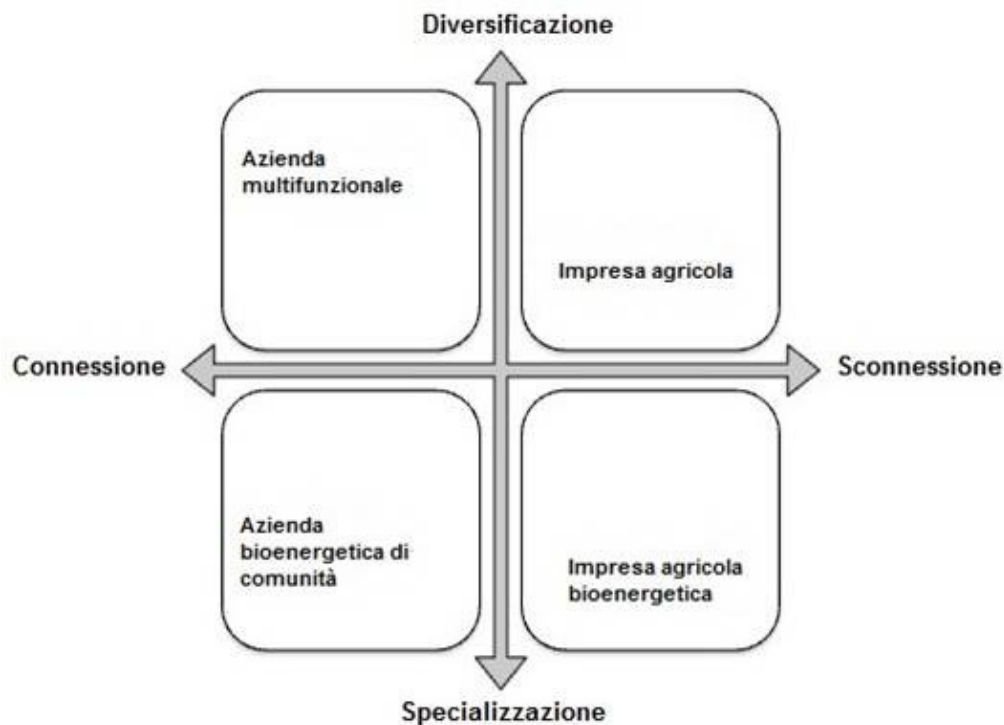 Diversificazione
Azienda
multifunzionale
Impresa agricola
Connessione
Sconnessione
Azienda
bioenergetica di
comunità
Impresa agricola
bioenergetica
Specializzazione